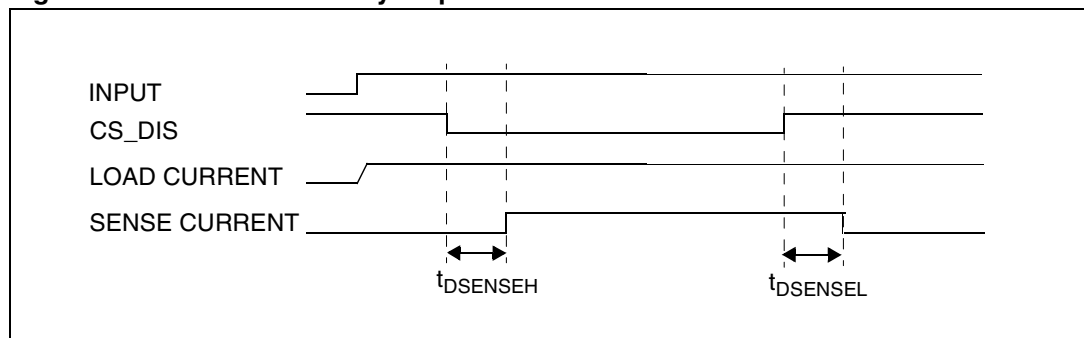 INPUT
CS_DIS
LOAD CURRENT
SENSE CURRENT
tDSENSEH
tDSENSEL